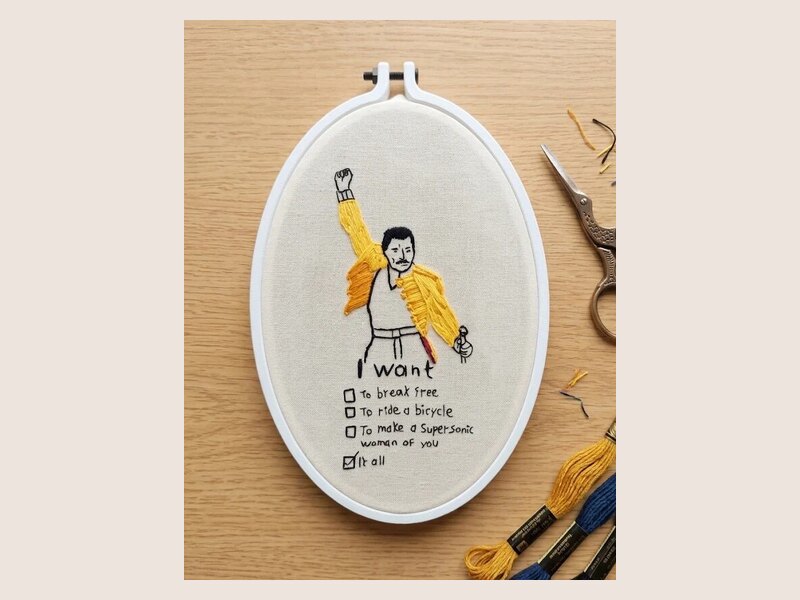 I want
To break free
To ride a bicycle
To make a Supersonic
woman of you
It all